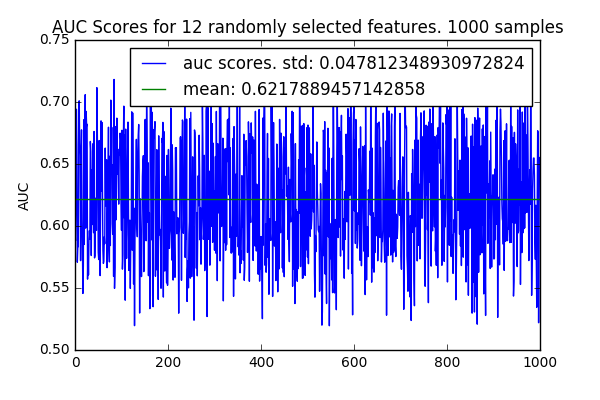 AUC Scores for 12 randomly selected features. 1000 samples
0.75
auc scores. std: 0.047812348930972824
mean: 0.6217889457142858
0.70
0.65
AUC
0.60
0.55
0.50
0 200 400 600 800 1000